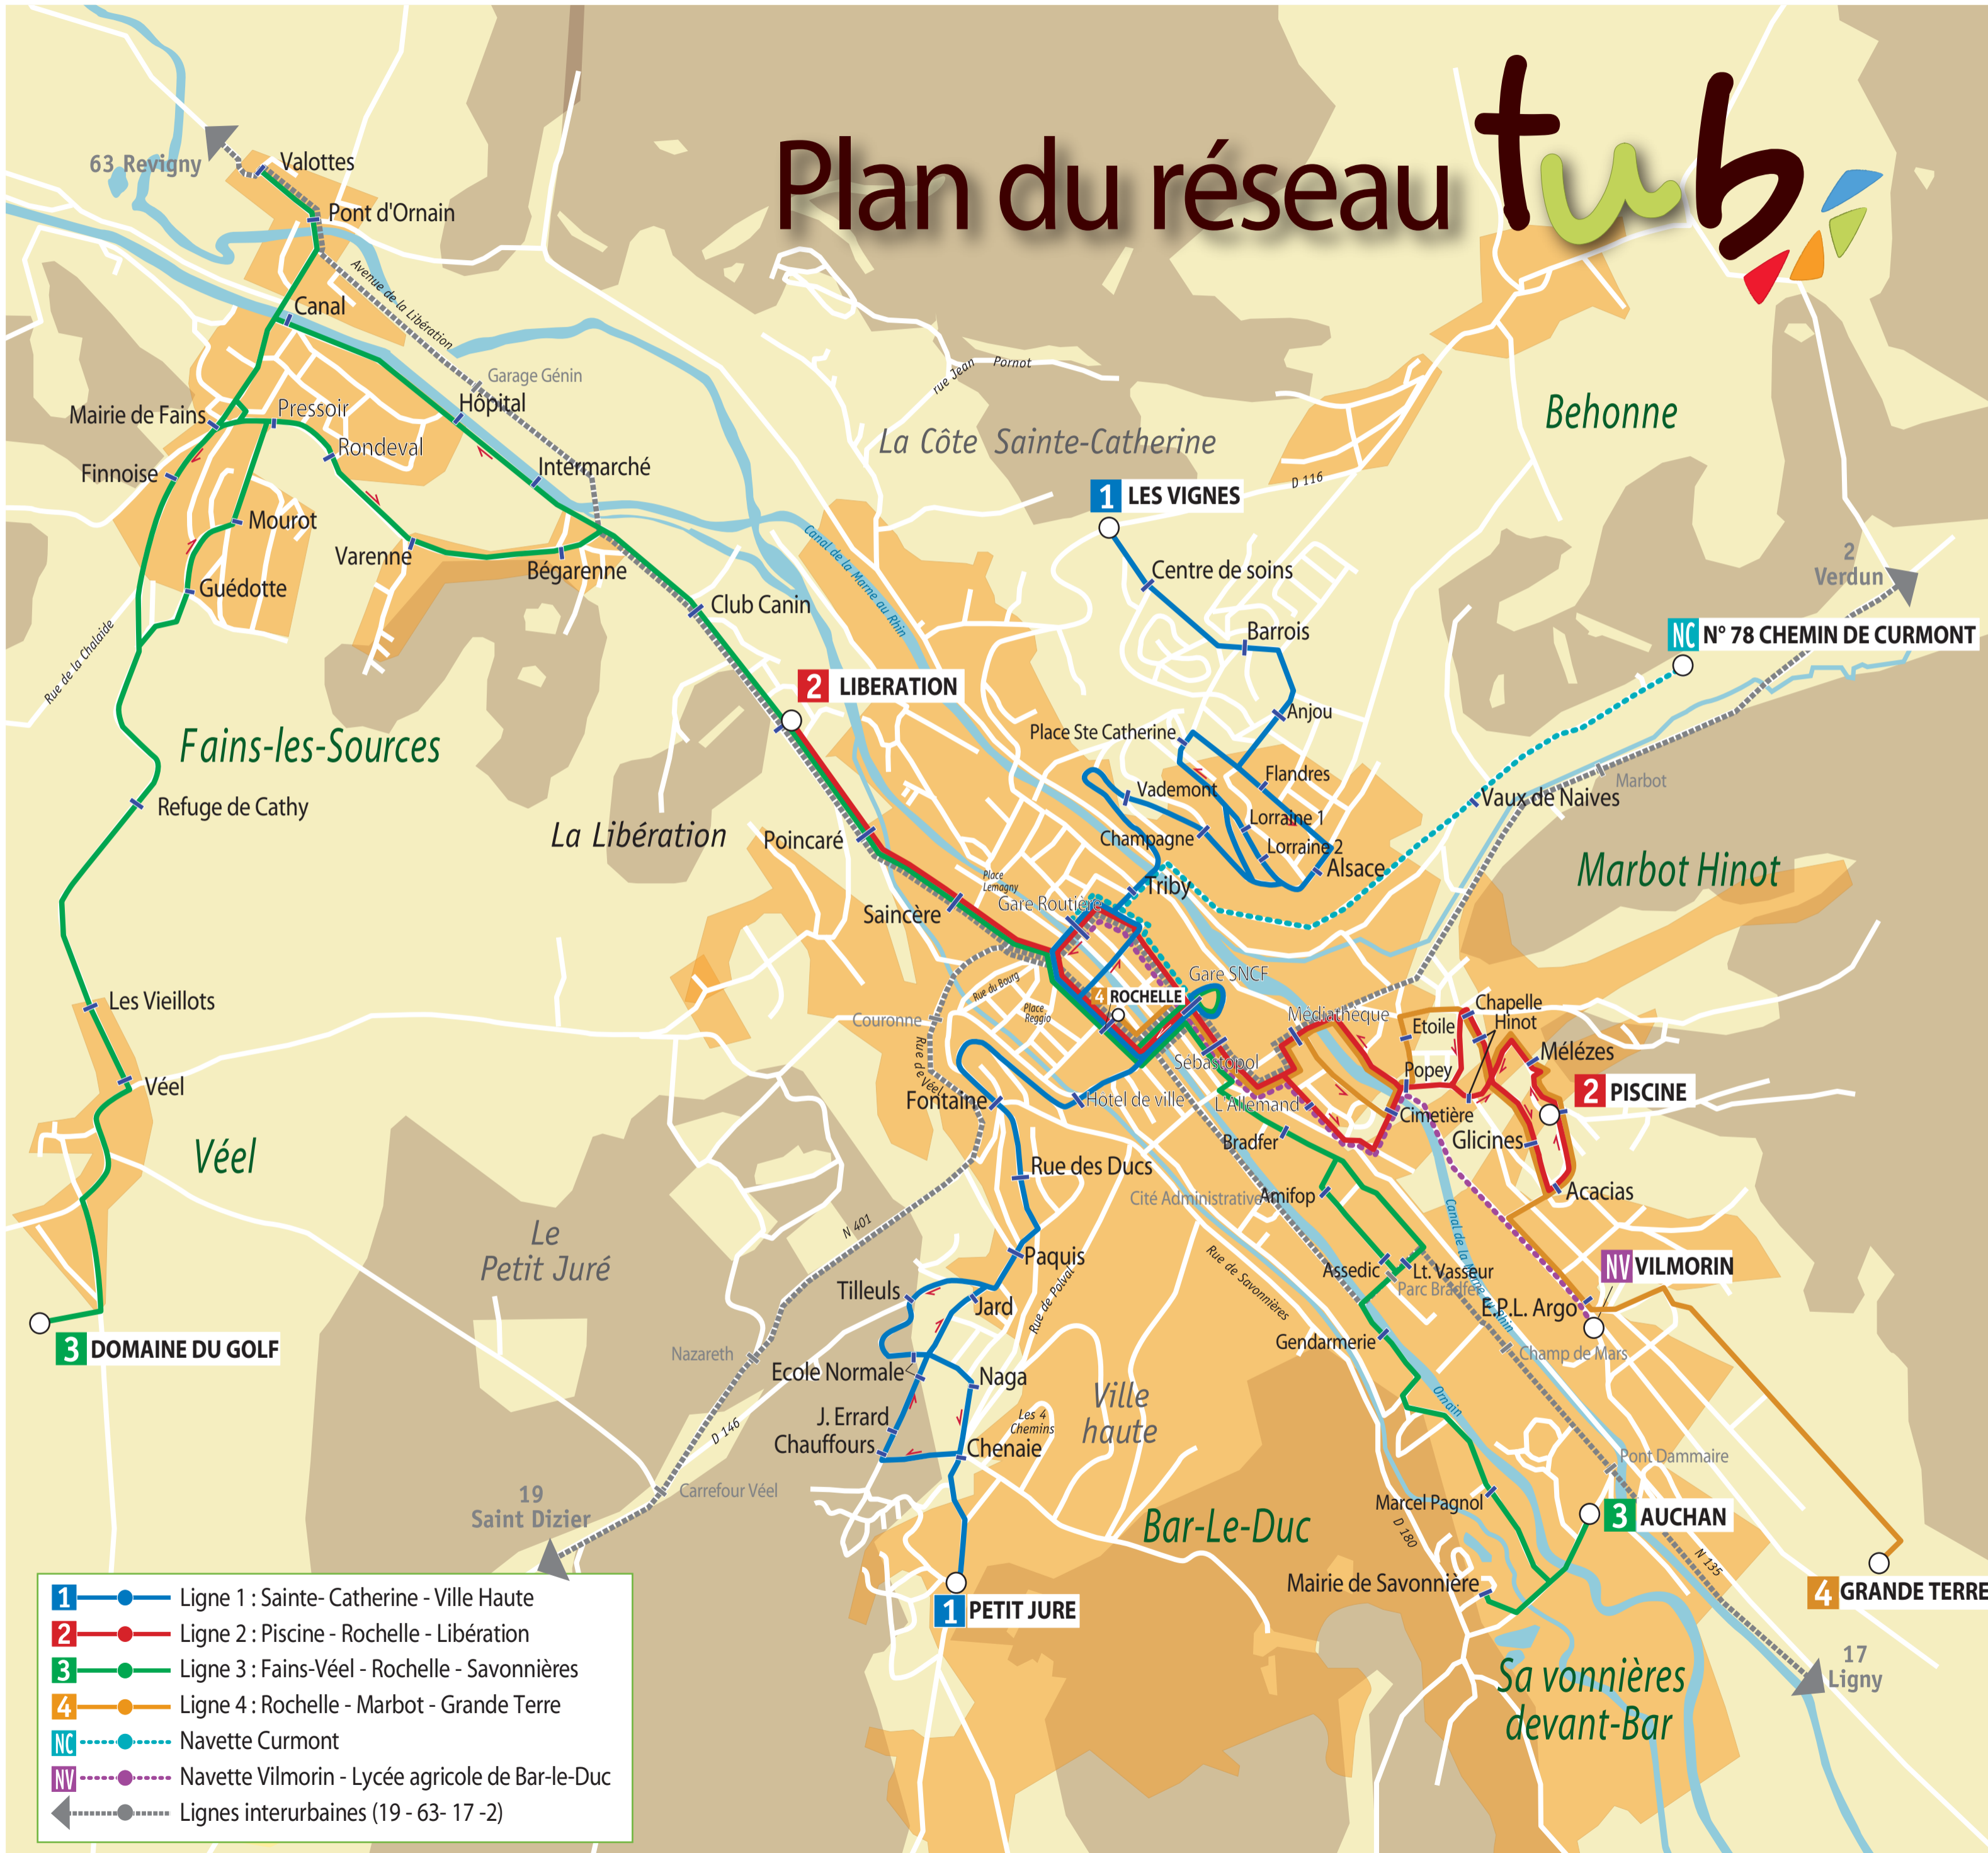 Plan du réseau tub
63 Revigny
Valottes
Pont d'Ornain
Avenue de la Libération
Canal
Garage Génin
Hôpital
Mairie de Fains
Pressoir
Rondeval
Intermarché
Finnoise
Mourot
Varenne
Bégarenne
Guédotte
Rue de la Chalaide
Club Canin
Canal de la Marne au Rhin
rue Jean Pornot
La Côte Sainte-Catherine
D 116
Behonne
1 LES VIGNES
Centre de soins
Barrois
Anjou
2
Verdun
NC N° 78 CHEMIN DE CURMONT
2 LIBERATION
Fains-les-Sources
Refuge de Cathy
La Libération
Poincaré
Place Ste Catherine
Flandres
Vademont
Lorraine 1
Champagne
Lorraine 2
Alsace
Marbot
Vaux de Naives
Marbot Hinot
Place
Lemagny
Triby
Gare Routière
Saincère
Rue du Bourg
Place
Reggio
4 ROCHELLE
Gare SNCF
Médiathèque
Couronne
Rue de Véel
Etoile
Chapelle
Hinot
Mélézes
Popey
2 PISCINE
Sébastopol
L'Allemand
Cimetière
Glicines
Fontaine
Hotel de ville
Bradfer
Acacias
Les Vieillots
Véel
Véel
Rue des Ducs
Cité Administrative
Amifop
Canal de la Marne au Rhin
Le
Petit Juré
N 401
Paquis
Rue de Polval
Rue de Savonnières
Assedic
Lt. Vasseur
Parc Bradfer
NV VILMORIN
E.P.L. Argo
Tilleuls
Jard
Gendarmerie
Champ de Mars
3 DOMAINE DU GOLF
Nazareth
Ecole Normale
Naga
Ornain
J. Errard
Chauffours
Les 4
Chemins
Ville
haute
Chenaie
D 146
Carrefour Véel
19
Saint Dizier
Pont Dammaire
Marcel Pagnol
D 180
3 AUCHAN
N 135
Bar-Le-Duc
Mairie de Savonnière
4 GRANDE TERRE
1 PETIT JURE
17
Ligny
Sa vonnières
devant-Bar
1 Ligne 1 : Sainte- Catherine - Ville Haute
2 Ligne 2 : Piscine - Rochelle - Libération
3 Ligne 3 : Fains-Véel - Rochelle - Savonnières
4 Ligne 4 : Rochelle - Marbot - Grande Terre
NC Navette Curmont
NV Navette Vilmorin - Lycée agricole de Bar-le-Duc
Lignes interurbaines (19 - 63- 17 -2)